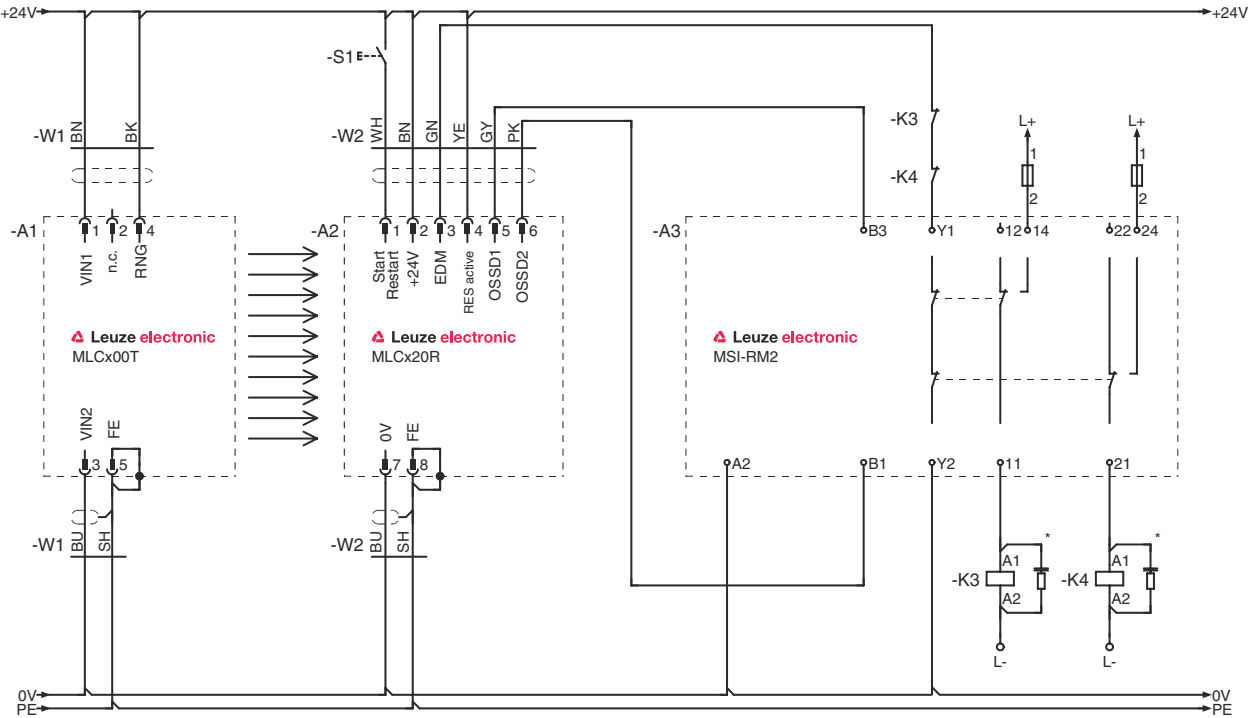 +24V
+24V
-S1
-W1
BN
BK
-W2
WH
BN
GN
YE
GY
PK
-K3
-K4
L+
1
2
L+
1
2
-A1
1
2
4
VIN1
n.c.
RNG
-A2
1
2
3
4
5
6
Start
Restart
+24V
EDM
RES active
OSSD1
OSSD2
-A3
B3
Y1
12
14
22
24
Leuze electronic
MLCx00T
Leuze electronic
MLCx20R
Leuze electronic
MSI-RM2
VIN2
FE
3
5
0V
FE
7
8
A2
B1
Y2
11
21
-W1
BU
SH
-W2
BU
SH
*
-K3
A1
A2
L-
*
-K4
A1
A2
L-
0V
0V
PE
PE